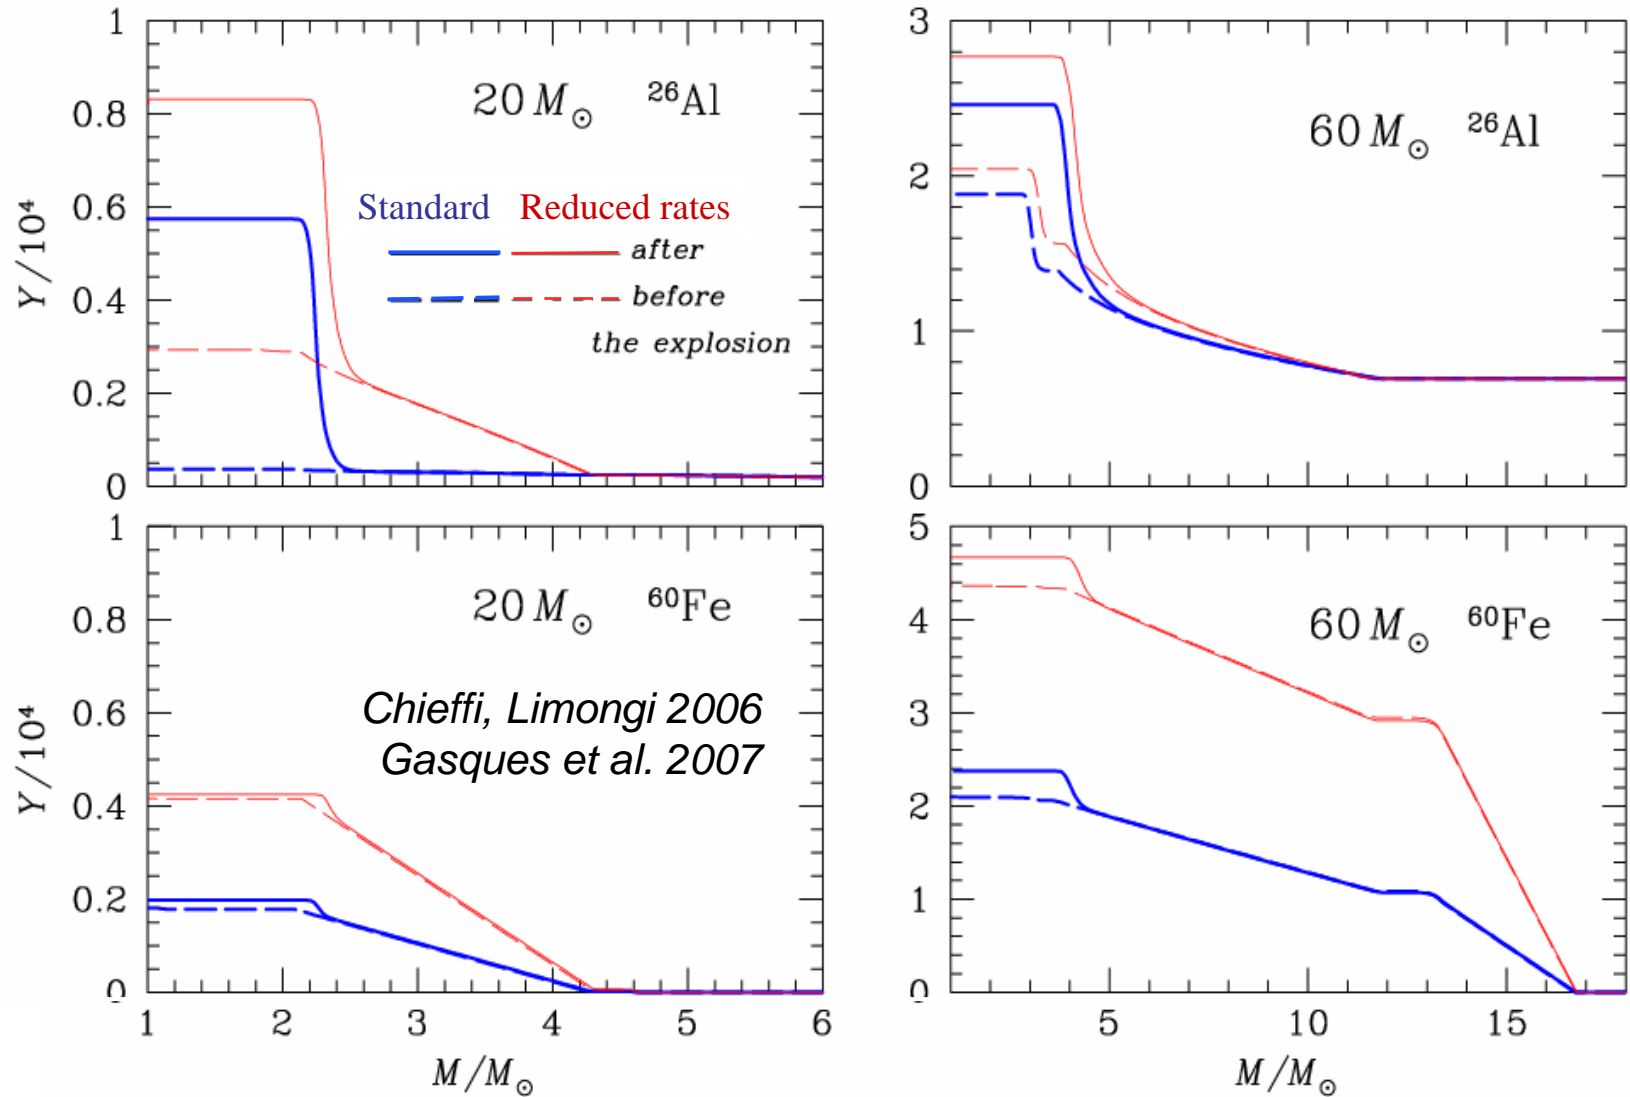 1
0.8
0.6
0.4
0.2
0
Y/10⁴
20 M☉ ²⁶Al
Standard Reduced rates
after
before
the explosion
3
2
1
0
60 M☉ ²⁶Al
1
0.8
0.6
0.4
0.2
0
Y/10⁴
20 M☉ ⁶⁰Fe
Chieffi, Limongi 2006
Gasques et al. 2007
1 2 3 4 5 6
M/M☉
5
4
3
2
1
0
60 M☉ ⁶⁰Fe
5 10 15
M/M☉